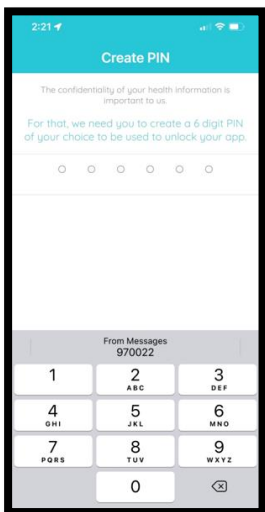 2:21
Create PIN
The confidentiality of your health information is
important to us.
For that, we need you to create a 6 digit PIN
of your choice to be used to unlock your app.
From Messages
970022
1 2 3
ABC DEF
4 5 6
GHI JKL MNO
7 8 9
PQRS TUV WXYZ
0